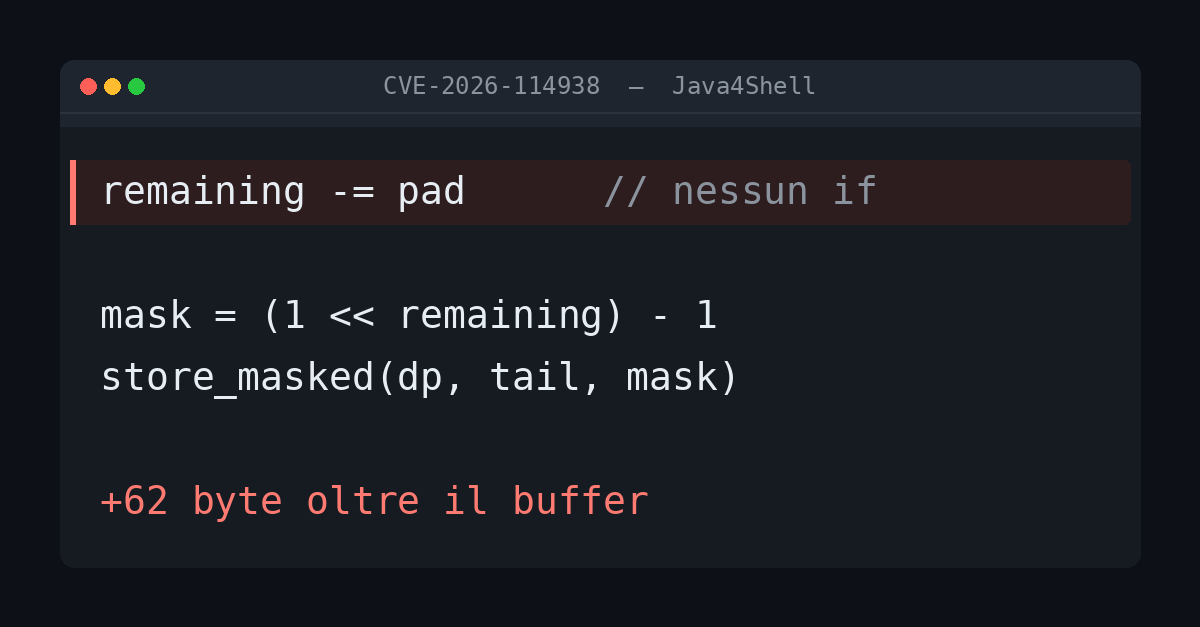 CVE-2026-114938 — Java4Shell
remaining -= pad // nessun if
mask = (1 << remaining) - 1
store_masked(dp, tail, mask)
+62 byte oltre il buffer